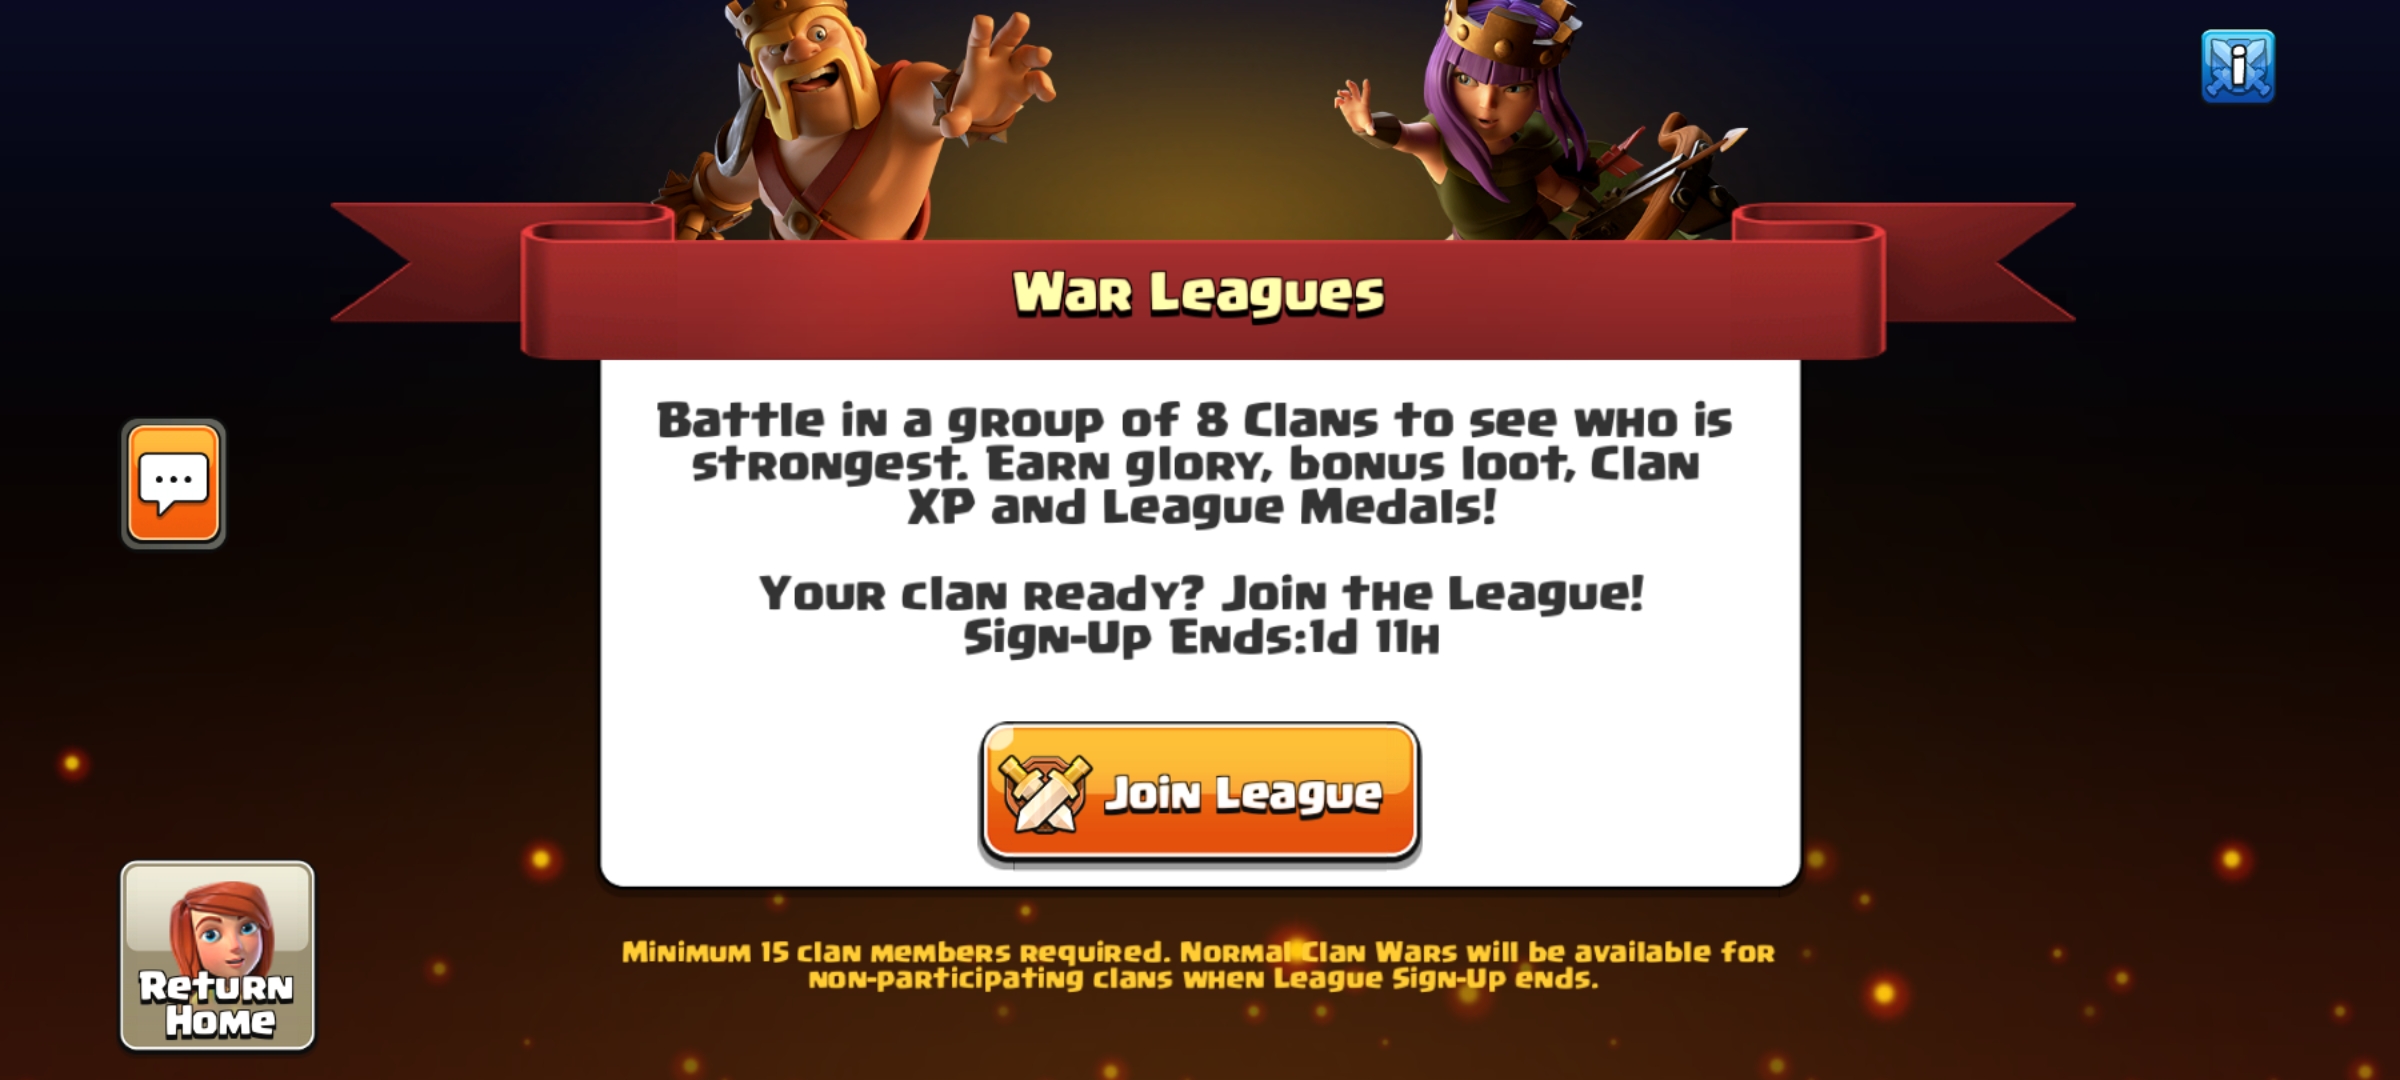 War Leagues
Battle in a group of 8 Clans to see who is
strongest. Earn glory, bonus loot, Clan
XP and League Medals!
Your clan ready? Join the League!
Sign-Up Ends:1d 11H
Join League
Minimum 15 clan members required. Normal Clan Wars will be available for
non-participating clans when League Sign-Up ends.
Return
Home
i